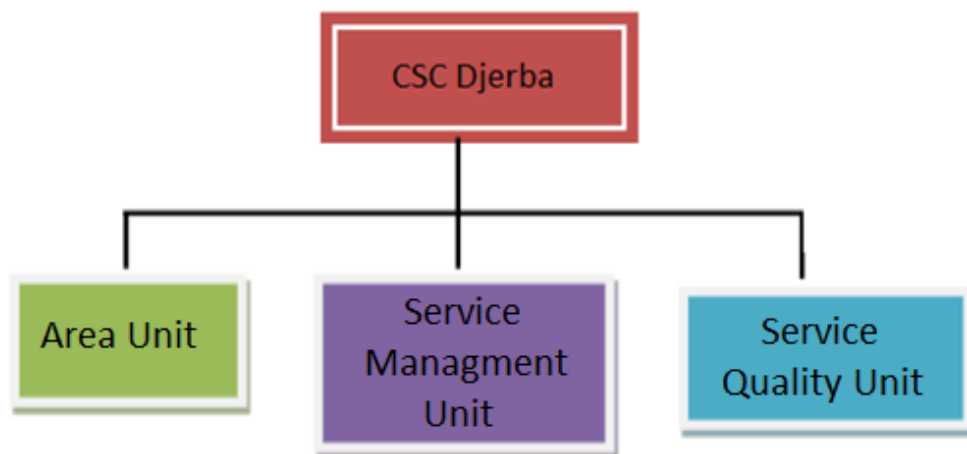 CSC Djerba
Area Unit
Service
Managment
Unit
Service
Quality Unit